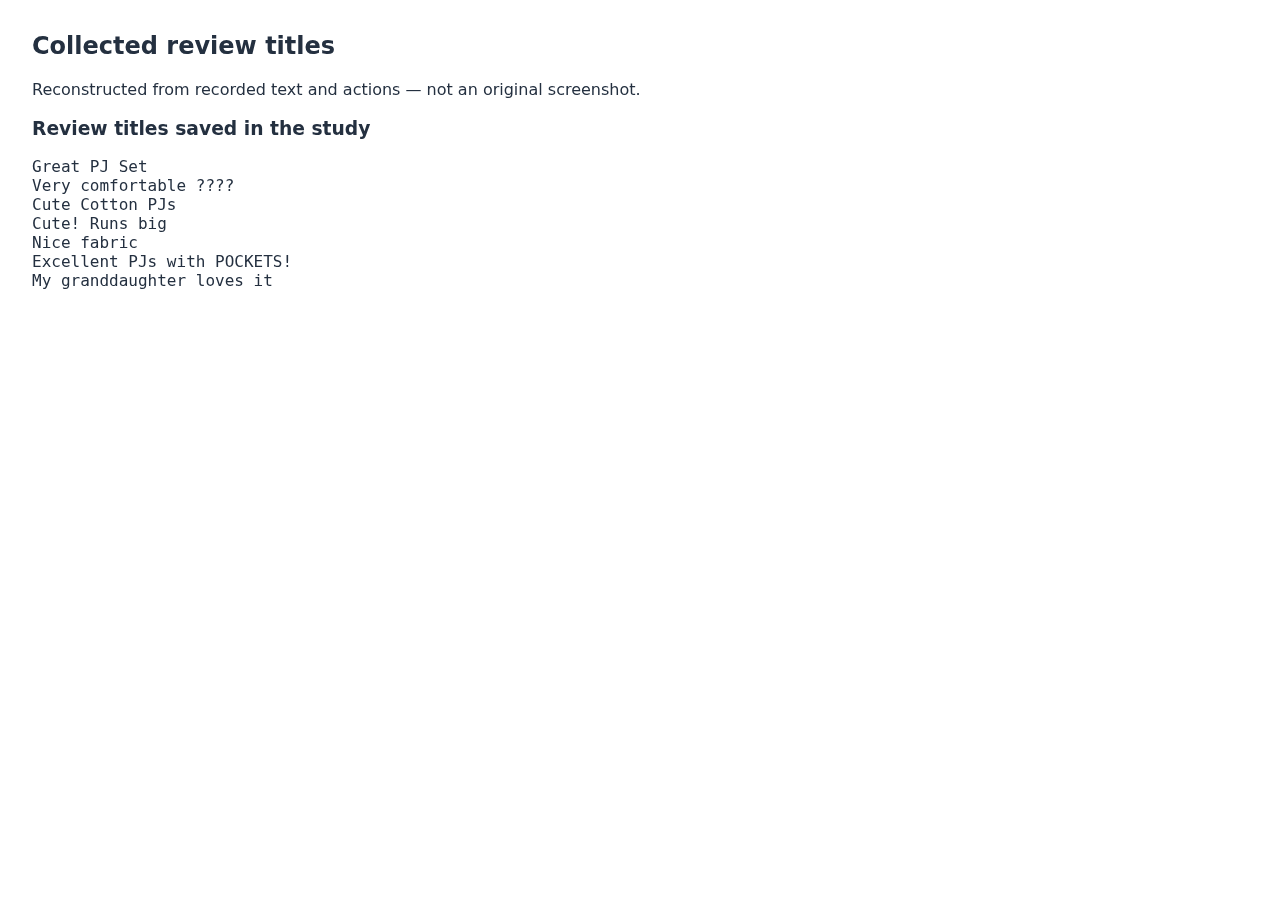 Collected review titles
Reconstructed from recorded text and actions — not an original screenshot.
Review titles saved in the study
Great PJ Set
Very comfortable ????
Cute Cotton PJs
Cute! Runs big
Nice fabric
Excellent PJs with POCKETS!
My granddaughter loves it